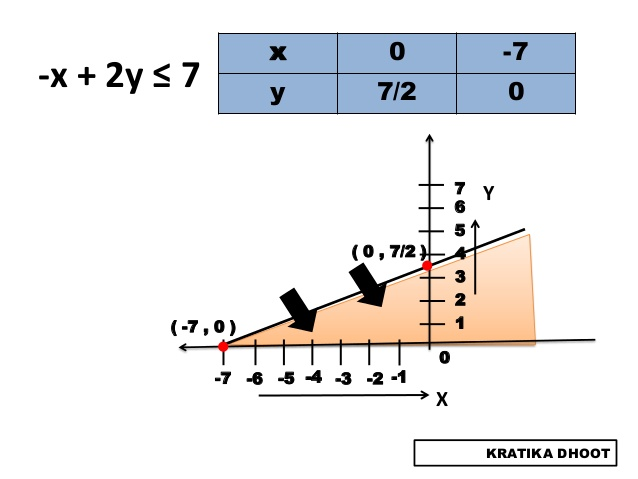 -x + 2y ≤ 7
x 0 -7
y 7/2 0
7
Y
6
5
( 0 , 7/2 ) 4
3
2
( -7 , 0 ) 1
0
-7 -6 -5 -4 -3 -2 -1
X
KRATIKA DHOOT